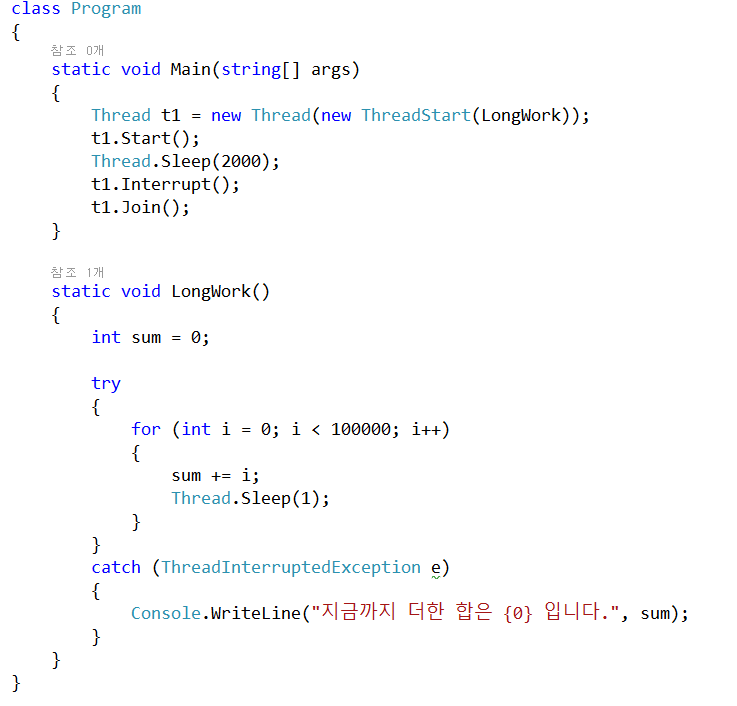 class Program
{
참조 0개
static void Main(string[] args)
{
Thread t1 = new Thread(new ThreadStart(LongWork));
t1.Start();
Thread.Sleep(2000);
t1.Interrupt();
t1.Join();
}
참조 1개
static void LongWork()
{
int sum = 0;
try
{
for (int i = 0; i < 100000; i++)
{
sum += i;
Thread.Sleep(1);
}
}
catch (ThreadInterruptedException e)
{
Console.WriteLine("지금까지 더한 합은 {0} 입니다.", sum);
}
}
}